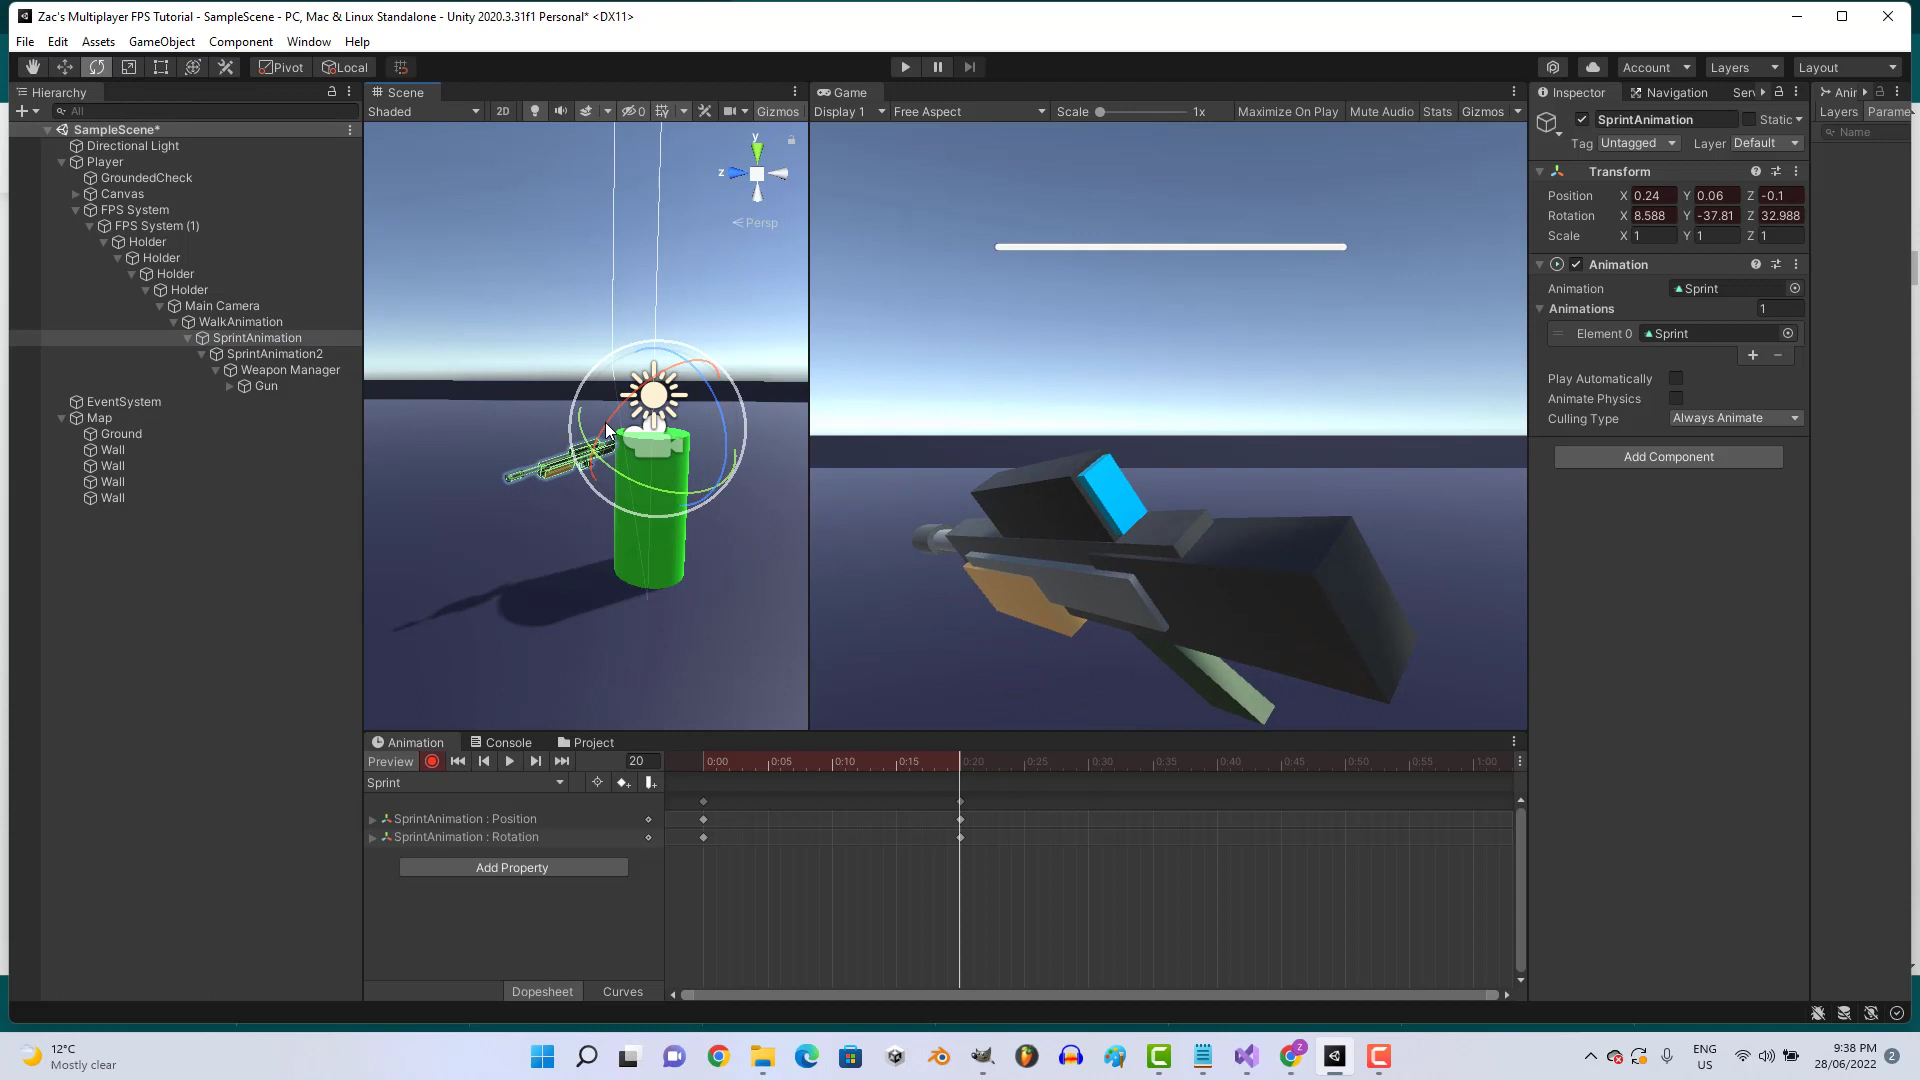 Zac's Multiplayer FPS Tutorial - SampleScene - PC, Mac & Linux Standalone - Unity 2020.3.31f1 Personal* <DX11>
File Edit Assets GameObject Component Window Help
Pivot Local Account Layers Layout
Hierarchy
All
SampleScene*
Directional Light
Player
GroundedCheck
Canvas
FPS System
FPS System (1)
Holder
Holder
Holder
Holder
Main Camera
WalkAnimation
SprintAnimation
SprintAnimation2
Weapon Manager
Gun
EventSystem
Map
Ground
Wall
Wall
Wall
Wall
Scene
Shaded 2D 0 Gizmos
y
z
Persp
Game
Display 1 Free Aspect Scale 1x Maximize On Play Mute Audio Stats Gizmos
Inspector Navigation Serv
SprintAnimation Static
Tag Untagged Layer Default
Transform
Position X 0.24 Y 0.06 Z -0.1
Rotation X 8.588 Y -37.81 Z 32.988
Scale X 1 Y 1 Z 1
Animation
Animation Sprint
Animations 1
Element 0 Sprint
Play Automatically
Animate Physics
Culling Type Always Animate
Add Component
Layers Parame
Name
Animation Console Project
Preview 20
0:00 0:05 0:10 0:15 0:20 0:25 0:30 0:35 0:40 0:45 0:50 0:55 1:00
Sprint
SprintAnimation : Position
SprintAnimation : Rotation
Add Property
Dopesheet Curves
12°C
Mostly clear
Z
ENG
US
9:38 PM
28/06/2022
2